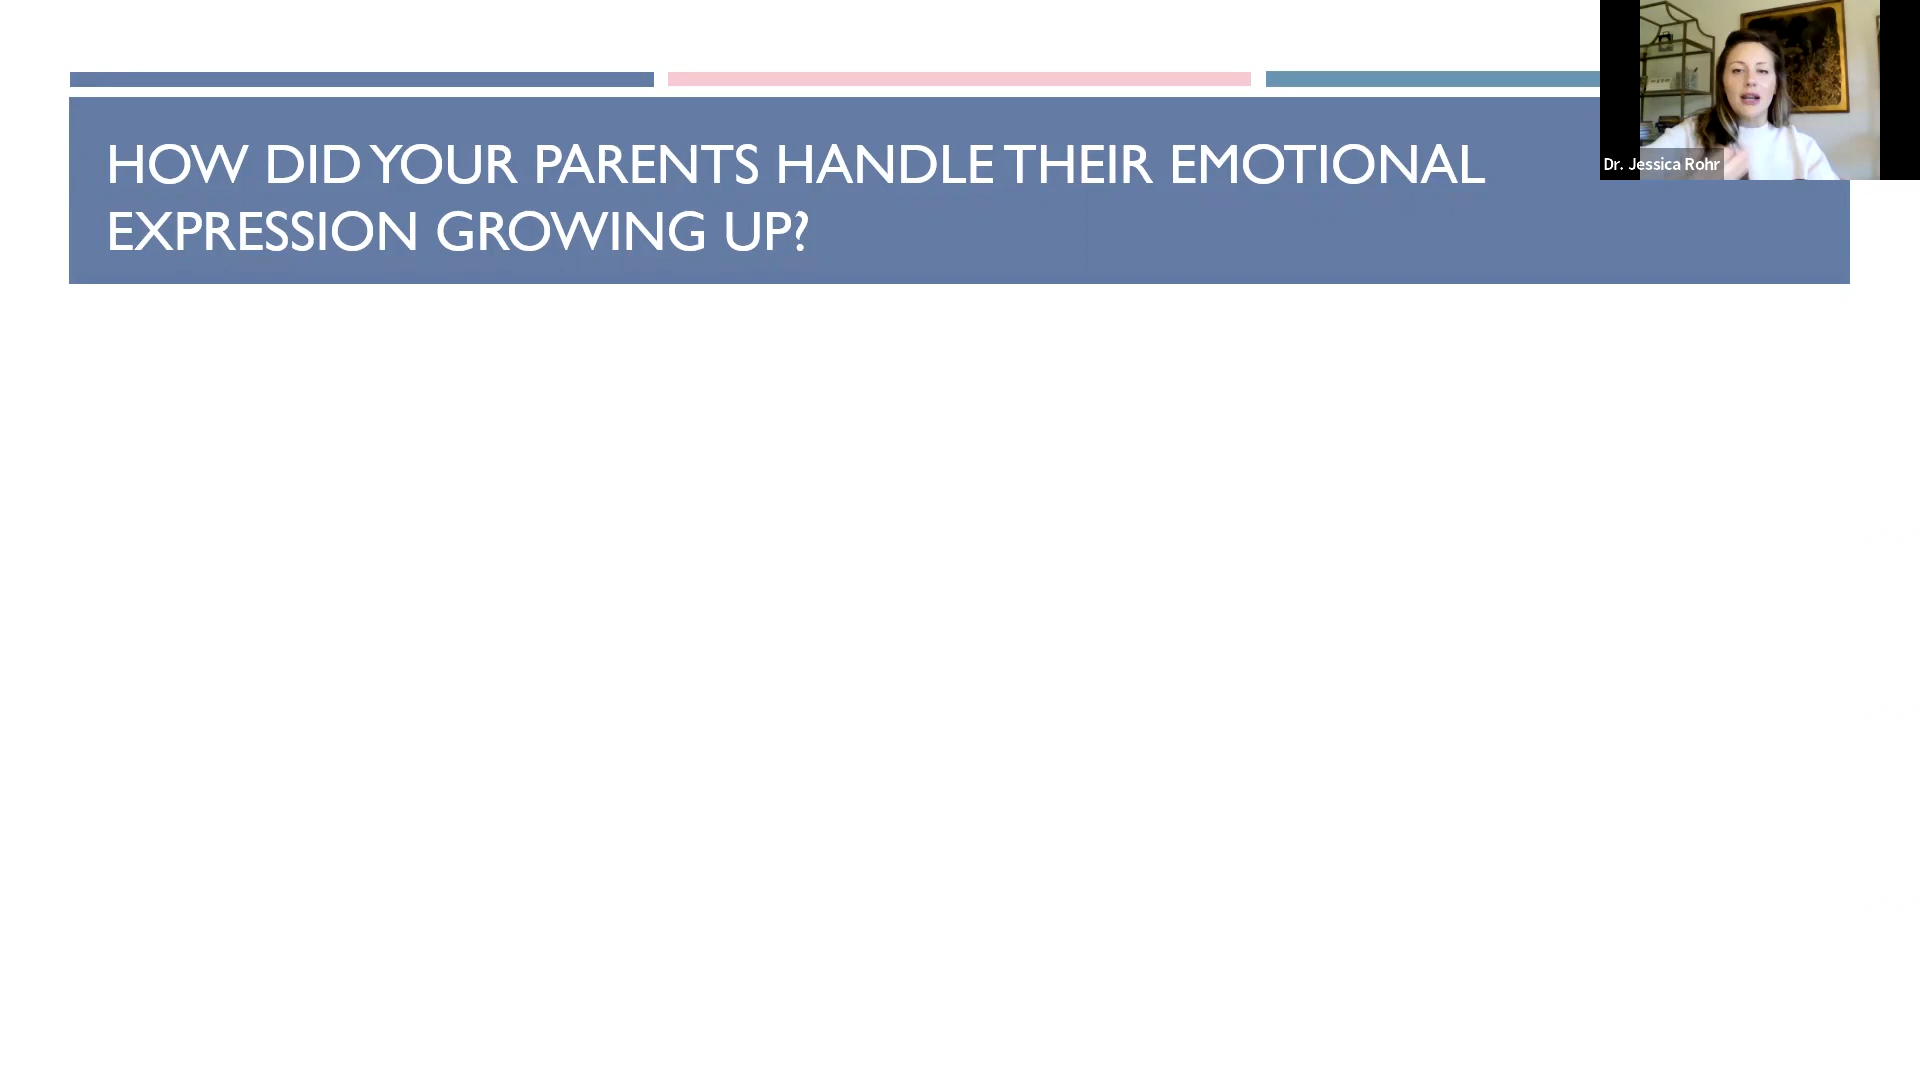 HOW DID YOUR PARENTS HANDLE THEIR EMOTIONAL
EXPRESSION GROWING UP?
Dr. Jessica Rohr